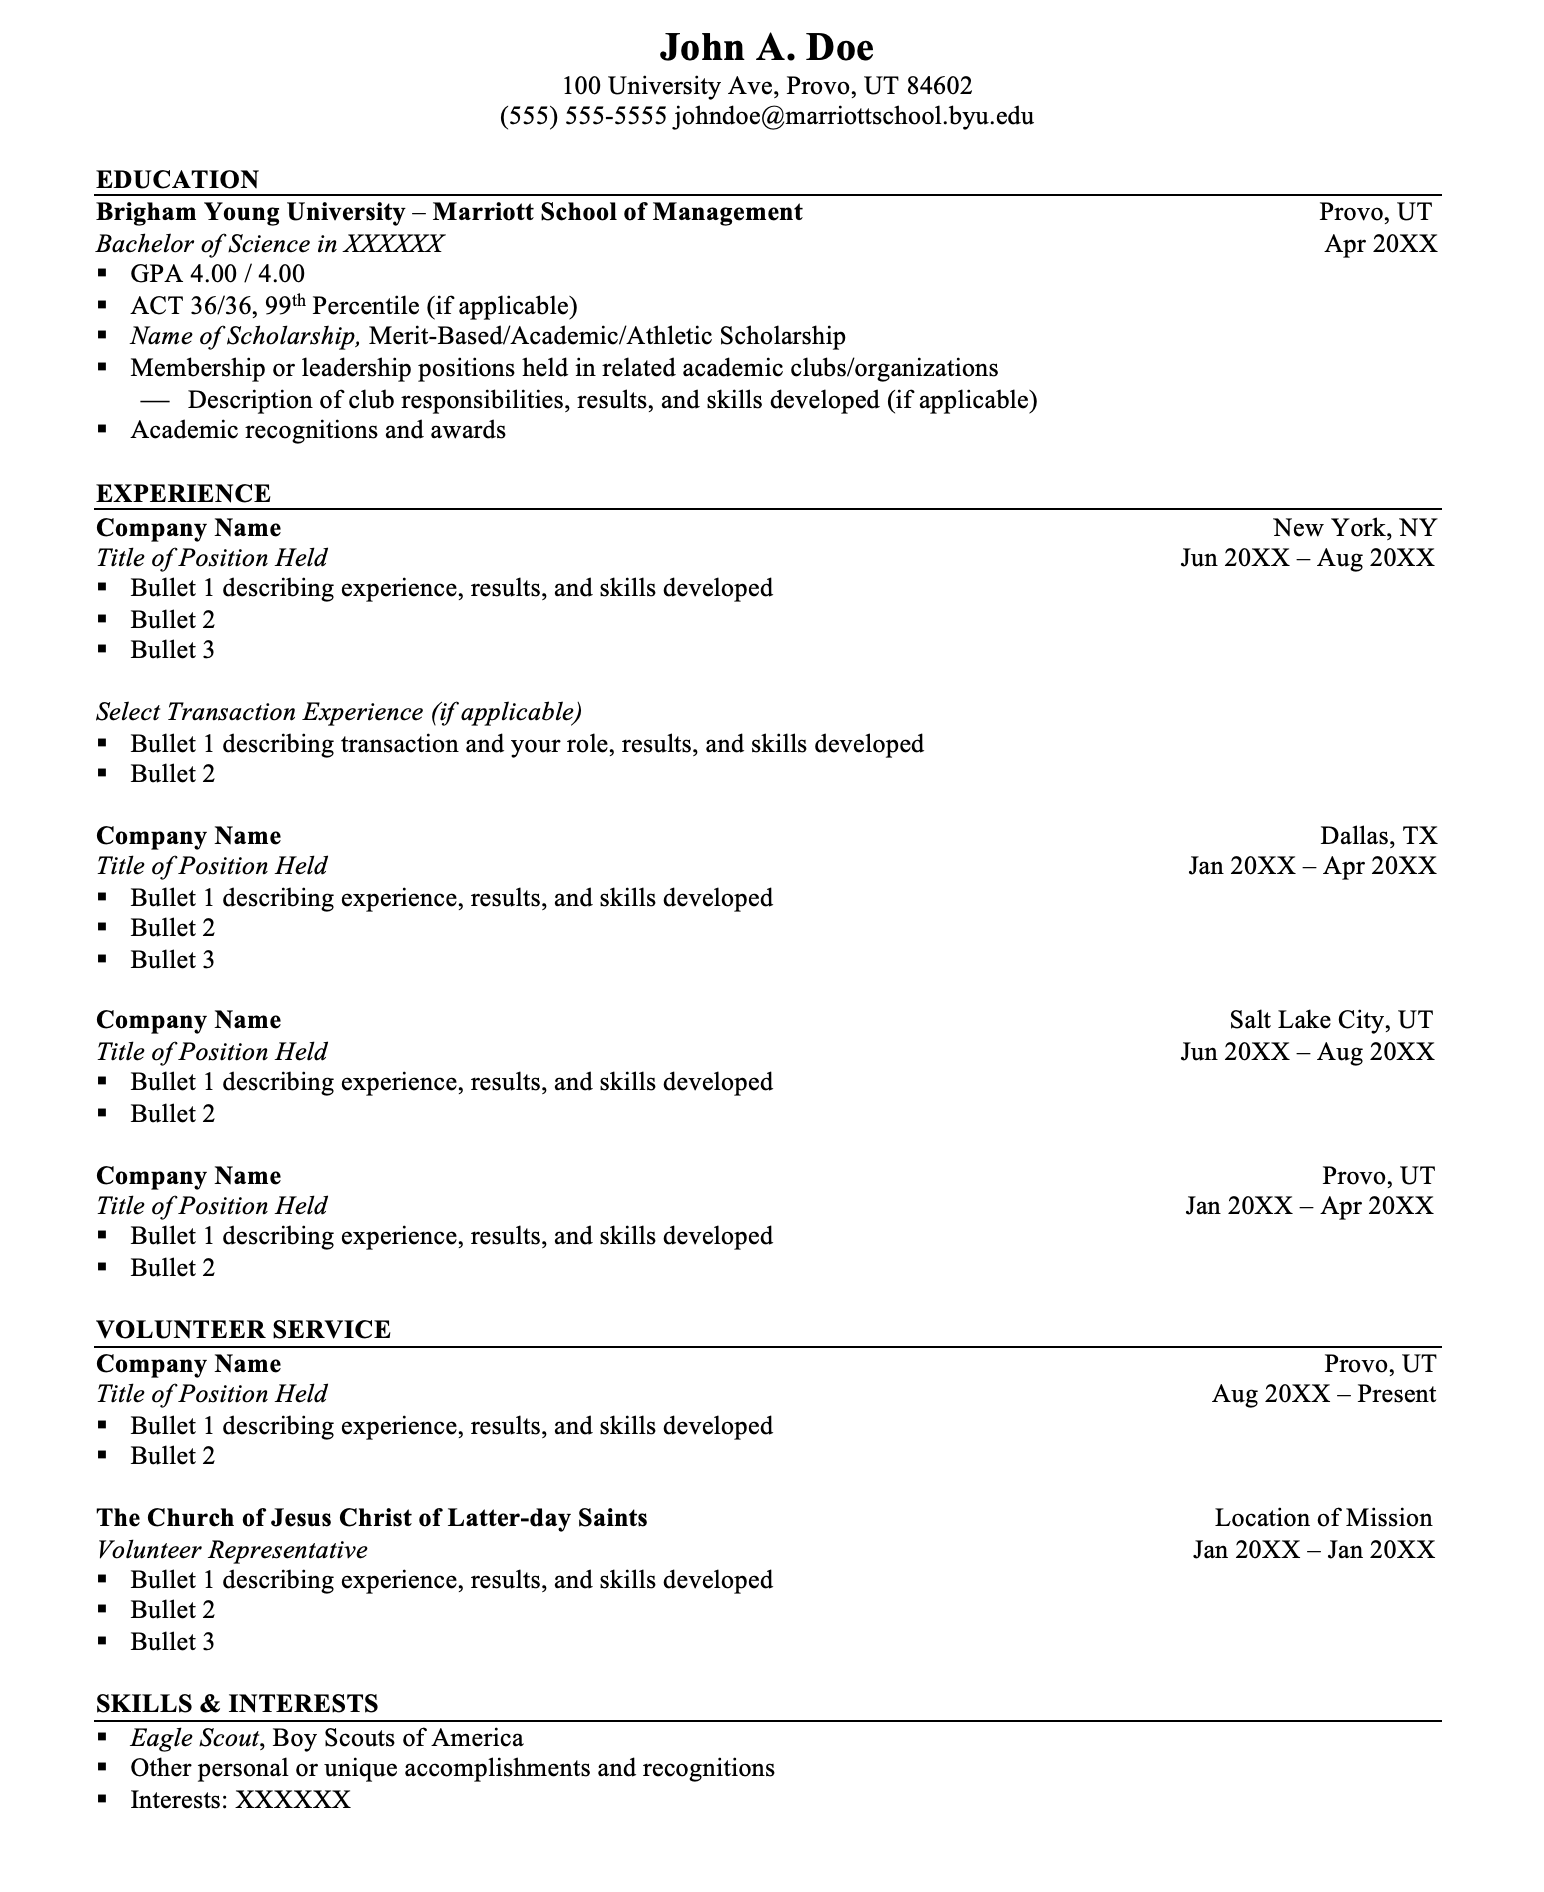 John A. Doe
100 University Ave, Provo, UT 84602
(555) 555-5555 johndoe@marriottschool.byu.edu
EDUCATION
Brigham Young University – Marriott School of Management Provo, UT
Bachelor of Science in XXXXXX Apr 20XX
▪ GPA 4.00 / 4.00
▪ ACT 36/36, 99th Percentile (if applicable)
▪ Name of Scholarship, Merit-Based/Academic/Athletic Scholarship
▪ Membership or leadership positions held in related academic clubs/organizations
— Description of club responsibilities, results, and skills developed (if applicable)
▪ Academic recognitions and awards
EXPERIENCE
Company Name New York, NY
Title of Position Held Jun 20XX – Aug 20XX
▪ Bullet 1 describing experience, results, and skills developed
▪ Bullet 2
▪ Bullet 3
Select Transaction Experience (if applicable)
▪ Bullet 1 describing transaction and your role, results, and skills developed
▪ Bullet 2
Company Name Dallas, TX
Title of Position Held Jan 20XX – Apr 20XX
▪ Bullet 1 describing experience, results, and skills developed
▪ Bullet 2
▪ Bullet 3
Company Name Salt Lake City, UT
Title of Position Held Jun 20XX – Aug 20XX
▪ Bullet 1 describing experience, results, and skills developed
▪ Bullet 2
Company Name Provo, UT
Title of Position Held Jan 20XX – Apr 20XX
▪ Bullet 1 describing experience, results, and skills developed
▪ Bullet 2
VOLUNTEER SERVICE
Company Name Provo, UT
Title of Position Held Aug 20XX – Present
▪ Bullet 1 describing experience, results, and skills developed
▪ Bullet 2
The Church of Jesus Christ of Latter-day Saints Location of Mission
Volunteer Representative Jan 20XX – Jan 20XX
▪ Bullet 1 describing experience, results, and skills developed
▪ Bullet 2
▪ Bullet 3
SKILLS & INTERESTS
▪ Eagle Scout, Boy Scouts of America
▪ Other personal or unique accomplishments and recognitions
▪ Interests: XXXXXX